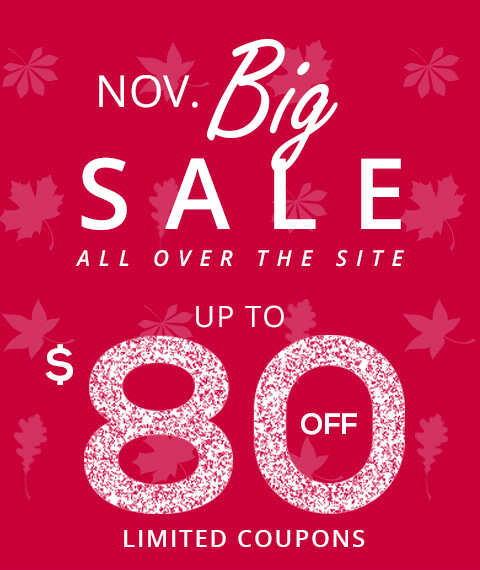 NOV. Big
SALE
ALL OVER THE SITE
UP TO
$80 OFF
LIMITED COUPONS